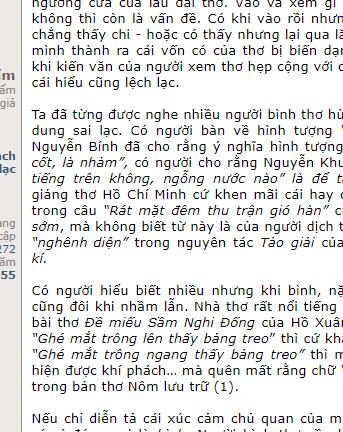 ngưỡng cửa của lâu đài thơ. Vào và xem gì
không thì còn là vấn đề. Có khi vào rồi nhưn
chẳng thấy chi - hoặc có thấy nhưng lại qua lă
mình thành ra cái vốn có của thơ bị biến dạn
khi kiến văn của người xem thơ hẹp cộng với c
cái hiểu cũng lệch lạc.
Ta đã từng được nghe nhiều người bình thơ hù
dung sai lạc. Có người bàn về hình tượng
Nguyễn Bính đã cho rằng ý nghĩa hình tượng
cốt, là nhảm”, có người cho rằng Nguyễn Khu
tiếng trên không, ngỗng nước nào” là để t
giảng thơ Hồ Chí Minh cứ khen mãi cái hay c
trong câu “Rát mặt đêm thu trận gió hàn” c
sớm, mà không biết từ này là của người dịch t
“nghênh diện” trong nguyên tác Tảo giải củ
kí.
Có người hiểu biết nhiều nhưng khi bình, nặ
cũng đôi khi nhầm lẫn. Nhà thơ rất nổi tiếng
bài thơ Đề miếu Sầm Nghi Đống của Hồ Xuâ
“Ghé mắt trông lên thấy bảng treo” thì cứ kh
“Ghé mắt trông ngang thấy bảng treo” thì m
hiện được khí phách... mà quên mất rằng chữ
trong bản thơ Nôm lưu trữ (1).
Nếu chỉ diễn tả cái xúc cảm chủ quan của m
ẩm
ẩm
giả
ách
lạc
ang
cập
272
ăm
55